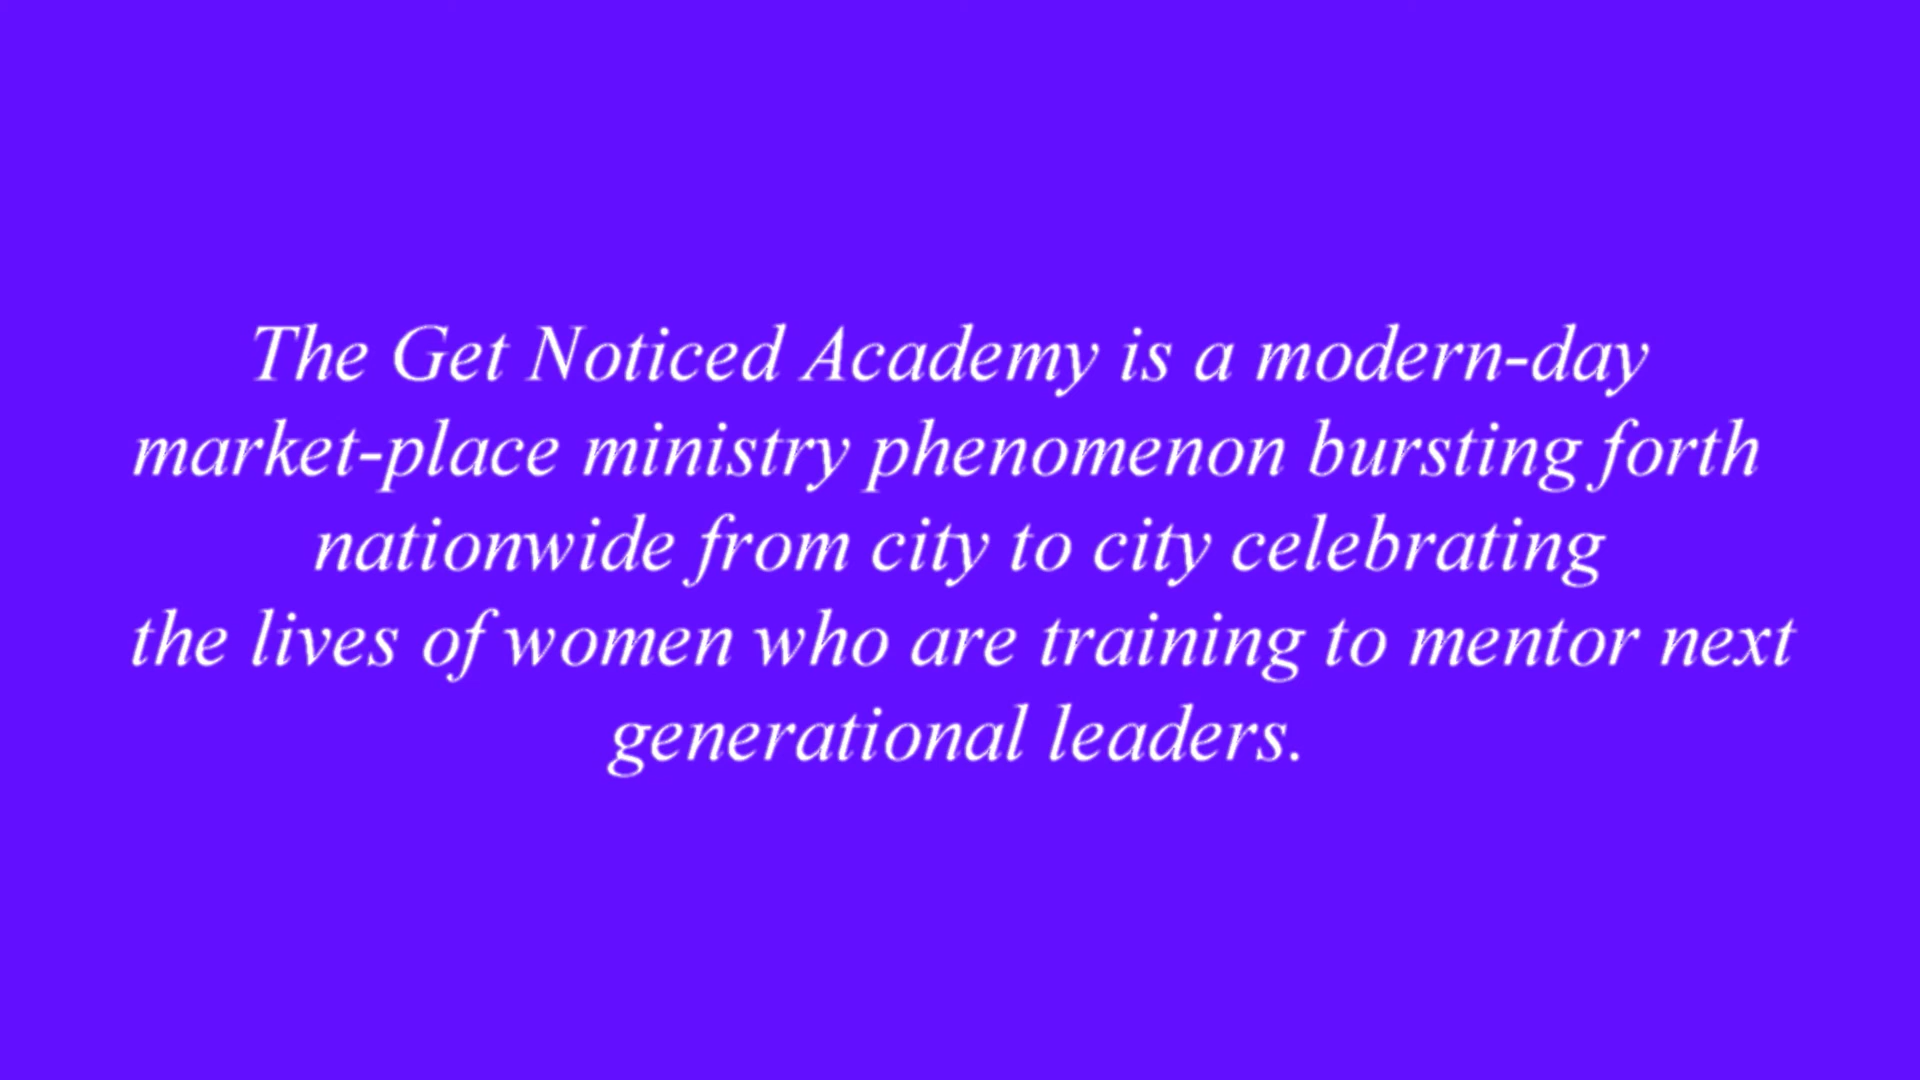 The Get Noticed Academy is a modern-day
market-place ministry phenomenon bursting forth
nationwide from city to city celebrating
the lives of women who are training to mentor next
generational leaders.